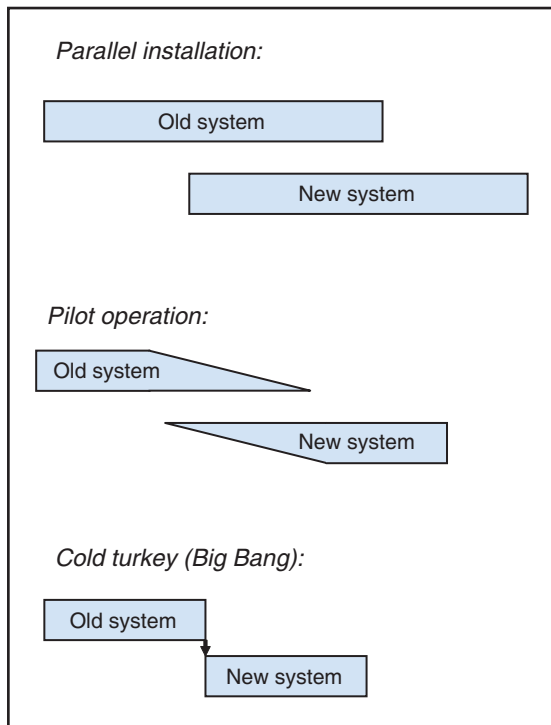 Parallel installation:
Old system
New system
Pilot operation:
Old system
New system
Cold turkey (Big Bang):
Old system
New system